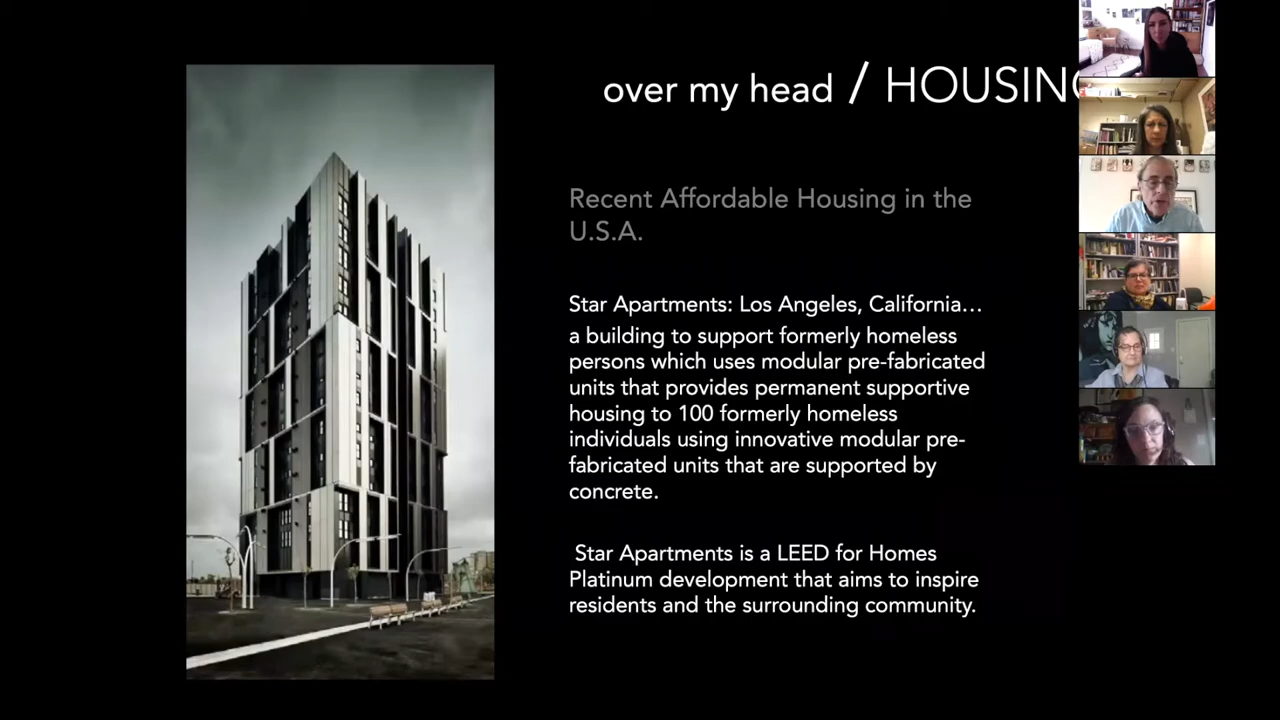 over my head / HOUSING
Recent Affordable Housing in the
U.S.A.
Star Apartments: Los Angeles, California…
a building to support formerly homeless
persons which uses modular pre-fabricated
units that provides permanent supportive
housing to 100 formerly homeless
individuals using innovative modular pre-
fabricated units that are supported by
concrete.
Star Apartments is a LEED for Homes
Platinum development that aims to inspire
residents and the surrounding community.